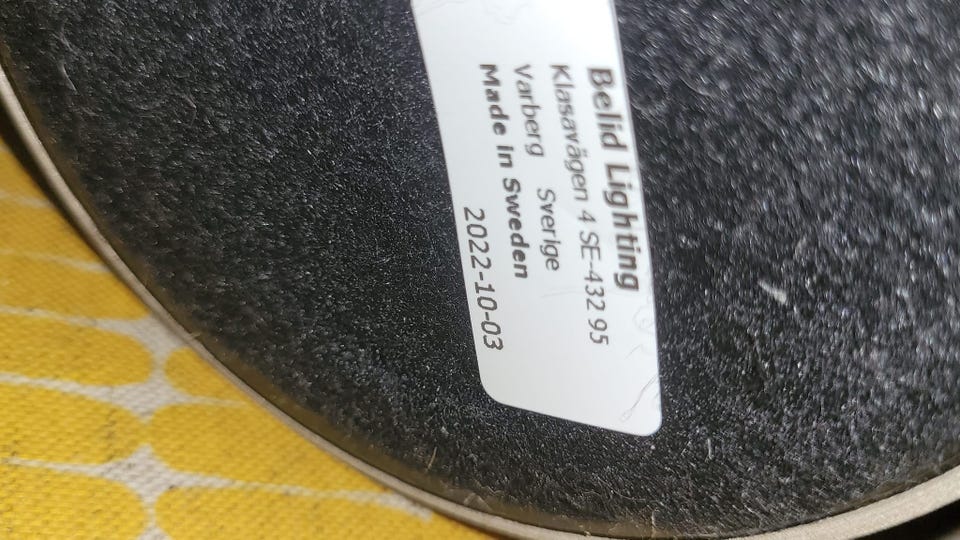 Belid Lighting
Klasavägen 4 SE-432 95
Varberg Sverige
Made in Sweden
2022-10-03